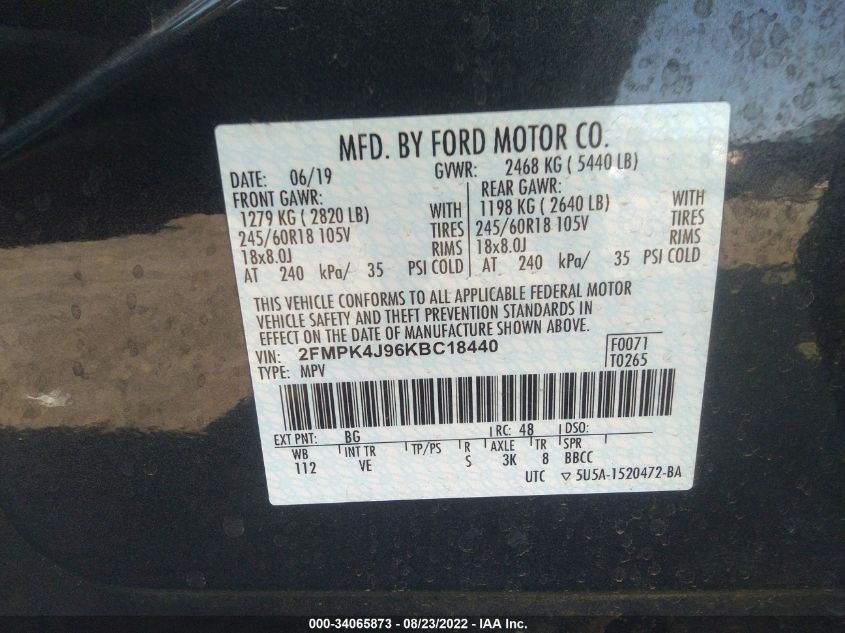 MFD. BY FORD MOTOR CO.
DATE: 06/19 GVWR: 2468 KG ( 5440 LB)
FRONT GAWR: REAR GAWR:
1279 KG ( 2820 LB) WITH 1198 KG ( 2640 LB) WITH
245/60R18 105V TIRES 245/60R18 105V TIRES
18x8.0J RIMS 18x8.0J RIMS
AT 240 kPa/ 35 PSI COLD AT 240 kPa/ 35 PSI COLD
THIS VEHICLE CONFORMS TO ALL APPLICABLE FEDERAL MOTOR
VEHICLE SAFETY AND THEFT PREVENTION STANDARDS IN
EFFECT ON THE DATE OF MANUFACTURE SHOWN ABOVE.
VIN: 2FMPK4J96KBC18440 F0071
TYPE: MPV T0265
EXT PNT: BG RC: 48 DSO:
WB INT TR TP/PS R AXLE TR SPR
112 VE S 3K 8 BBCC
UTC ▽ 5U5A-1520472-BA
000-34065873 - 08/23/2022 - IAA Inc.